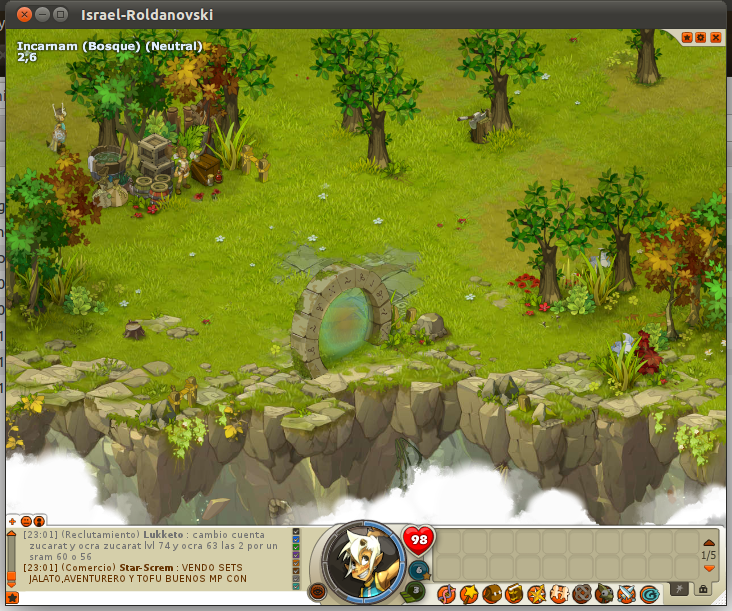 Israel-Roldanovski
Incarnam (Bosque) (Neutral)
2,6
[23:01] (Reclutamiento) Lukketo : cambio cuenta
zucarat y ocra zucarat lvl 74 y ocra 63 las 2 por un
sram 60 o 56
[23:01] (Comercio) Star-Screm : VENDO SETS
JALATO,AVENTURERO Y TOFU BUENOS MP CON
98
6
3
1/5